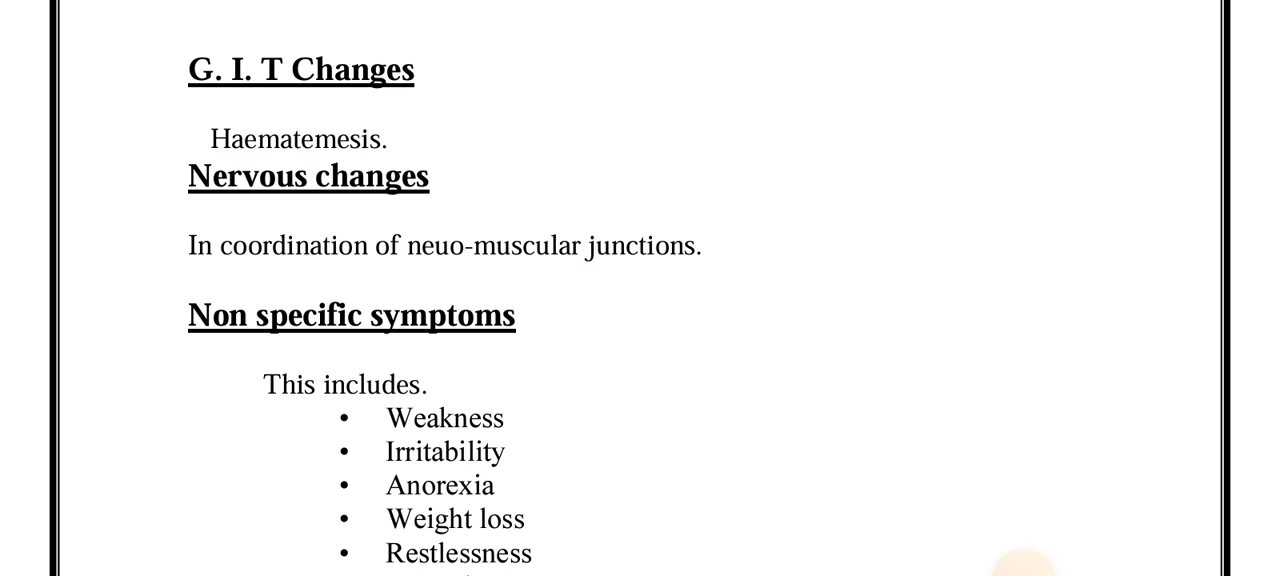 G. I. T Changes
Haematemesis.
Nervous changes
In coordination of neuo-muscular junctions.
Non specific symptoms
This includes.
• Weakness
• Irritability
• Anorexia
• Weight loss
• Restlessness